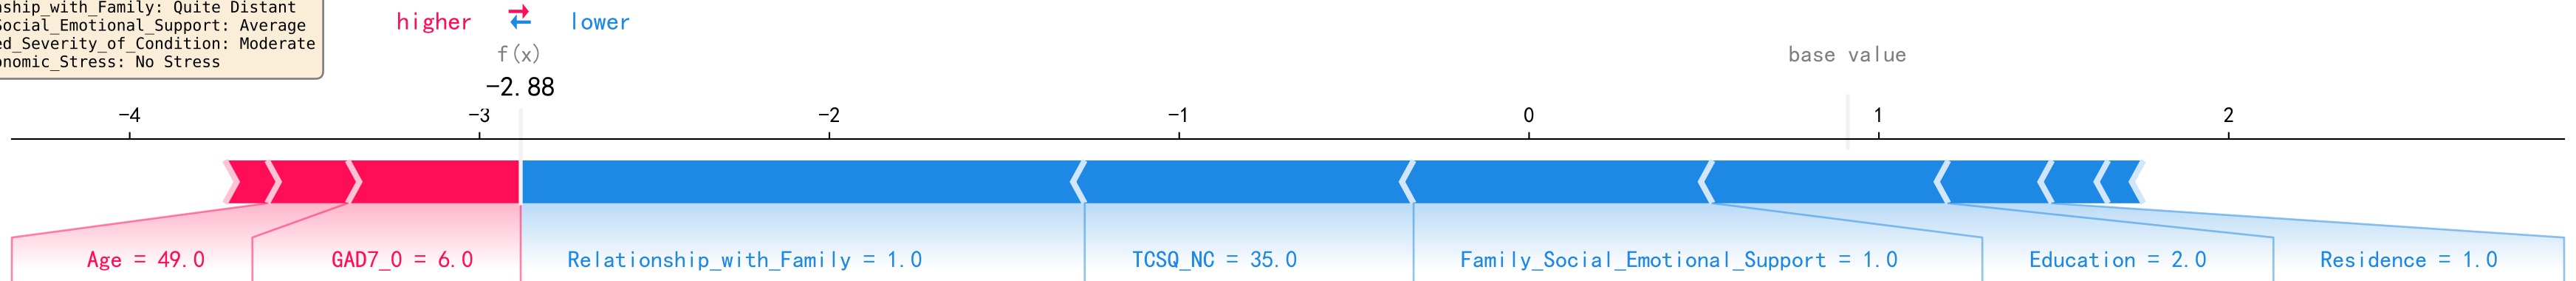 ship_with_Family: Quite Distant
Social_Emotional_Support: Average
ed_Severity_of_Condition: Moderate
onomic_Stress: No Stress
higher lower
f(x)
base value
-2.88
-4 -3 -2 -1 0 1 2
Age = 49.0 GAD7_0 = 6.0 Relationship_with_Family = 1.0 TCSQ_NC = 35.0 Family_Social_Emotional_Support = 1.0 Education = 2.0 Residence = 1.0